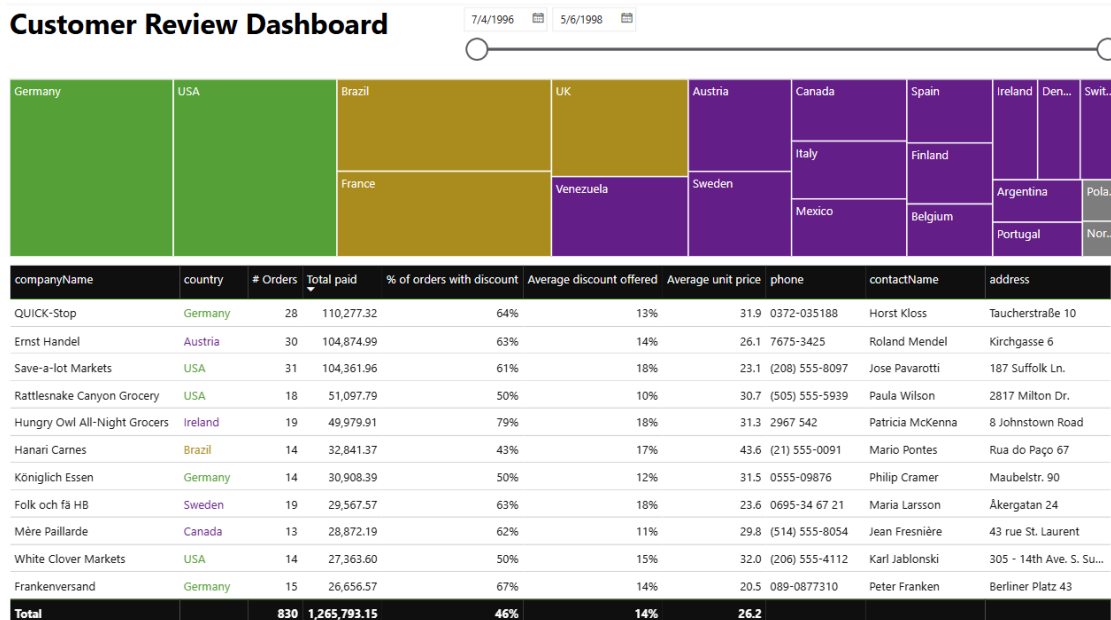 Customer Review Dashboard
7/4/1996 5/6/1998
Germany USA Brazil UK Austria Canada Spain Ireland Den... Swit...
Italy Finland
France Venezuela Sweden Argentina Pola...
Mexico Belgium
Portugal Nor...
companyName country # Orders Total paid % of orders with discount Average discount offered Average unit price phone contactName address
QUICK-Stop Germany 28 110,277.32 64% 13% 31.9 0372-035188 Horst Kloss Taucherstraße 10
Ernst Handel Austria 30 104,874.99 63% 14% 26.1 7675-3425 Roland Mendel Kirchgasse 6
Save-a-lot Markets USA 31 104,361.96 61% 18% 23.1 (208) 555-8097 Jose Pavarotti 187 Suffolk Ln.
Rattlesnake Canyon Grocery USA 18 51,097.79 50% 10% 30.7 (505) 555-5939 Paula Wilson 2817 Milton Dr.
Hungry Owl All-Night Grocers Ireland 19 49,979.91 79% 18% 31.3 2967 542 Patricia McKenna 8 Johnstown Road
Hanari Carnes Brazil 14 32,841.37 43% 17% 43.6 (21) 555-0091 Mario Pontes Rua do Paço 67
Königlich Essen Germany 14 30,908.39 50% 12% 31.5 0555-09876 Philip Cramer Maubelstr. 90
Folk och fä HB Sweden 19 29,567.57 63% 18% 23.6 0695-34 67 21 Maria Larsson Åkergatan 24
Mère Paillarde Canada 13 28,872.19 62% 11% 29.8 (514) 555-8054 Jean Fresnière 43 rue St. Laurent
White Clover Markets USA 14 27,363.60 50% 15% 32.0 (206) 555-4112 Karl Jablonski 305 - 14th Ave. S. Su...
Frankenversand Germany 15 26,656.57 67% 14% 20.5 089-0877310 Peter Franken Berliner Platz 43
Total 830 1,265,793.15 46% 14% 26.2